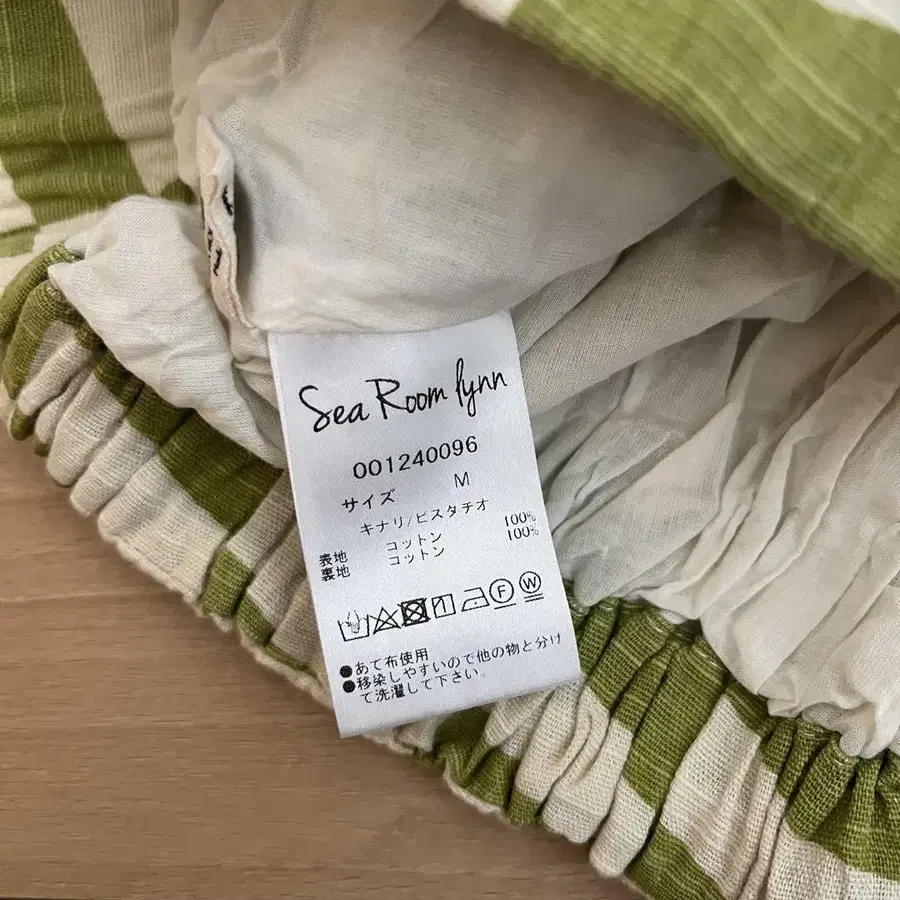 Sea Room lynn
001240096
サイズ M
キナリ/ピスタチオ
表地 コットン 100%
裏地 コットン 100%
F W
●あて布使用
●移染しやすいので他の物と分け
て洗濯して下さい。